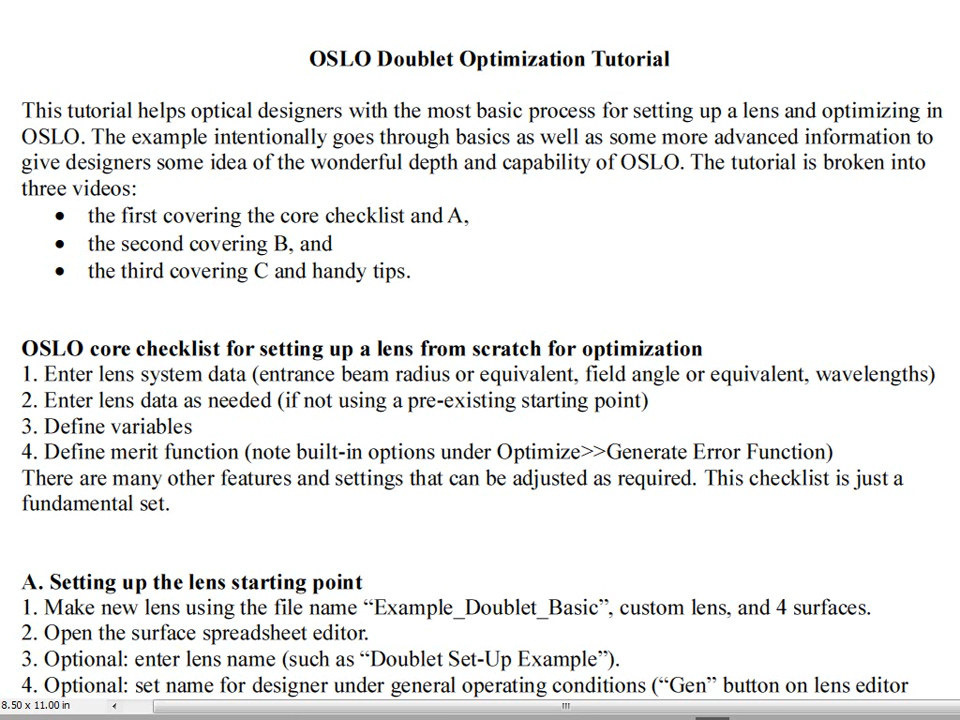 OSLO Doublet Optimization Tutorial
This tutorial helps optical designers with the most basic process for setting up a lens and optimizing in
OSLO. The example intentionally goes through basics as well as some more advanced information to
give designers some idea of the wonderful depth and capability of OSLO. The tutorial is broken into
three videos:
• the first covering the core checklist and A,
• the second covering B, and
• the third covering C and handy tips.
OSLO core checklist for setting up a lens from scratch for optimization
1. Enter lens system data (entrance beam radius or equivalent, field angle or equivalent, wavelengths)
2. Enter lens data as needed (if not using a pre-existing starting point)
3. Define variables
4. Define merit function (note built-in options under Optimize>>Generate Error Function)
There are many other features and settings that can be adjusted as required. This checklist is just a
fundamental set.
A. Setting up the lens starting point
1. Make new lens using the file name “Example_Doublet_Basic”, custom lens, and 4 surfaces.
2. Open the surface spreadsheet editor.
3. Optional: enter lens name (such as “Doublet Set-Up Example”).
4. Optional: set name for designer under general operating conditions (“Gen” button on lens editor
8.50 x 11.00 in